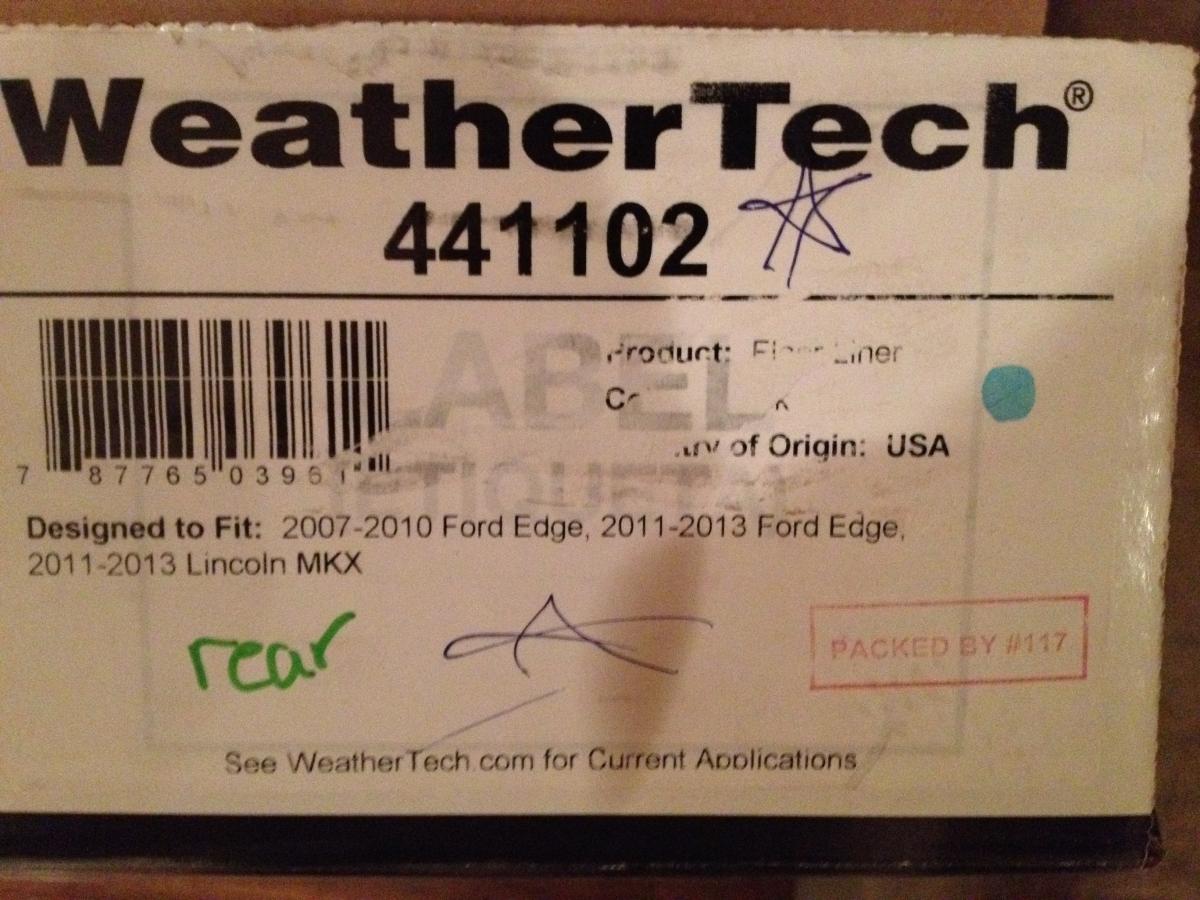 WeatherTech®
441102
Product: Floor Liner
of Origin: USA
7 87765 03961
Designed to Fit: 2007-2010 Ford Edge, 2011-2013 Ford Edge,
2011-2013 Lincoln MKX
rear
PACKED BY #117
See WeatherTech.com for Current Applications